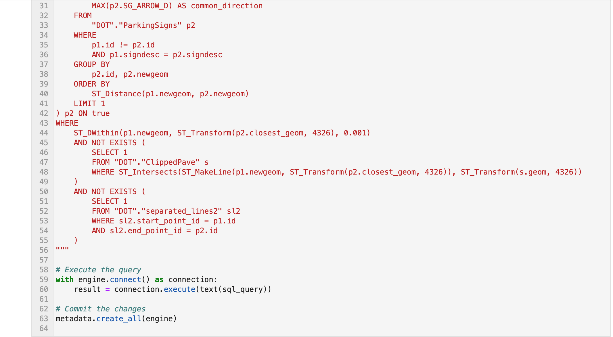 31 MAX(p2.SG_ARROW_D) AS common_direction
32 FROM
33 "DOT"."ParkingSigns" p2
34 WHERE
35 p1.id != p2.id
36 AND p1.signdesc = p2.signdesc
37 GROUP BY
38 p2.id, p2.newgeom
39 ORDER BY
40 ST_Distance(p1.newgeom, p2.newgeom)
41 LIMIT 1
42 ) p2 ON true
43 WHERE
44 ST_DWithin(p1.newgeom, ST_Transform(p2.closest_geom, 4326), 0.001)
45 AND NOT EXISTS (
46 SELECT 1
47 FROM "DOT"."ClippedPave" s
48 WHERE ST_Intersects(ST_MakeLine(p1.newgeom, ST_Transform(p2.closest_geom, 4326)), ST_Transform(s.geom, 4326))
49 )
50 AND NOT EXISTS (
51 SELECT 1
52 FROM "DOT"."separated_lines2" sl2
53 WHERE sl2.start_point_id = p1.id
54 AND sl2.end_point_id = p2.id
55 )
56 """
57
58 # Execute the query
59 with engine.connect() as connection:
60 result = connection.execute(text(sql_query))
61
62 # Commit the changes
63 metadata.create_all(engine)
64